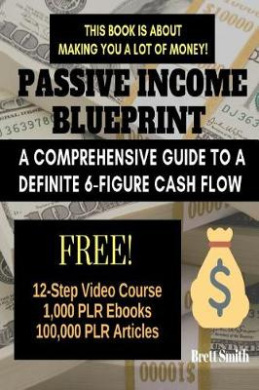 THIS BOOK IS ABOUT
MAKING YOU A LOT OF MONEY!
PASSIVE INCOME
BLUEPRINT
A COMPREHENSIVE GUIDE TO A
DEFINITE 6-FIGURE CASH FLOW
FREE!
12-Step Video Course
1,000 PLR Ebooks
100,000 PLR Articles
$
Brett Smith